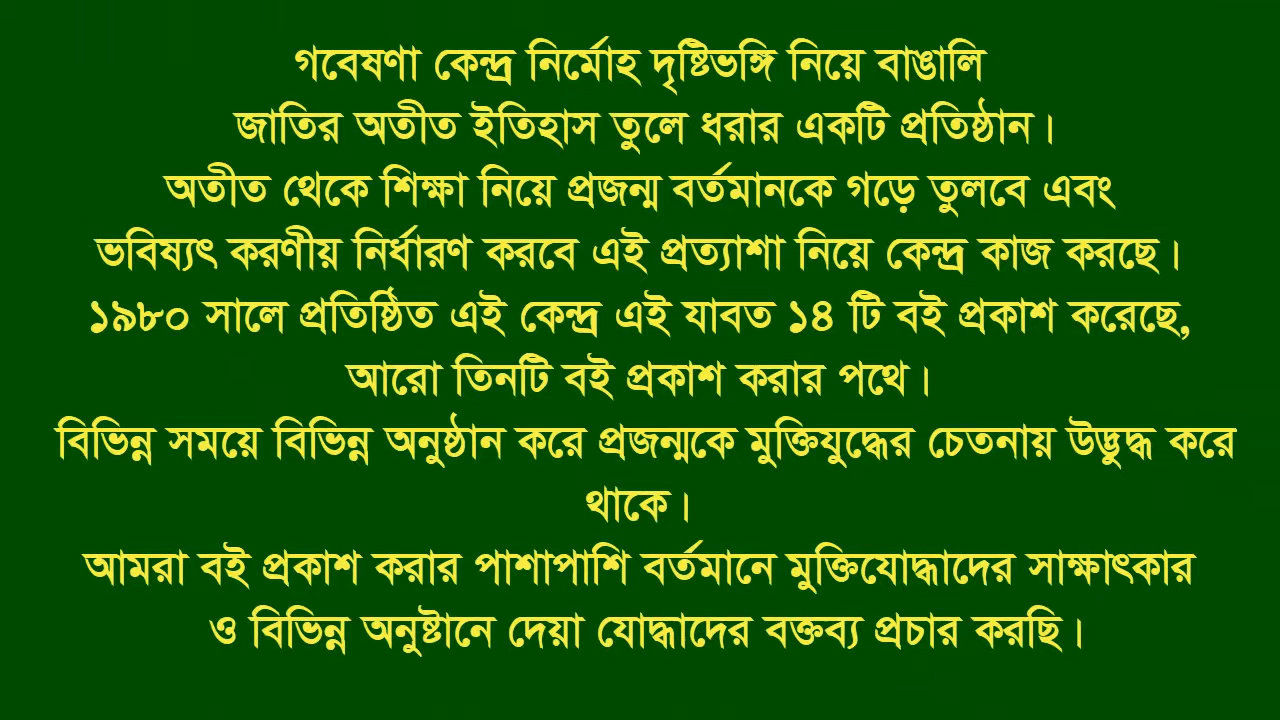 গবেষণা কেন্দ্র নির্মোহ দৃষ্টিভঙ্গি নিয়ে বাঙালি
জাতির অতীত ইতিহাস তুলে ধরার একটি প্রতিষ্ঠান।
অতীত থেকে শিক্ষা নিয়ে প্রজন্ম বর্তমানকে গড়ে তুলবে এবং
ভবিষ্যৎ করণীয় নির্ধারণ করবে এই প্রত্যাশা নিয়ে কেন্দ্র কাজ করছে।
১৯৮০ সালে প্রতিষ্ঠিত এই কেন্দ্র এই যাবত ১৪ টি বই প্রকাশ করেছে,
আরো তিনটি বই প্রকাশ করার পথে।
বিভিন্ন সময়ে বিভিন্ন অনুষ্ঠান করে প্রজন্মকে মুক্তিযুদ্ধের চেতনায় উদ্ভুদ্ধ করে
থাকে।
আমরা বই প্রকাশ করার পাশাপাশি বর্তমানে মুক্তিযোদ্ধাদের সাক্ষাৎকার
ও বিভিন্ন অনুষ্টানে দেয়া যোদ্ধাদের বক্তব্য প্রচার করছি।